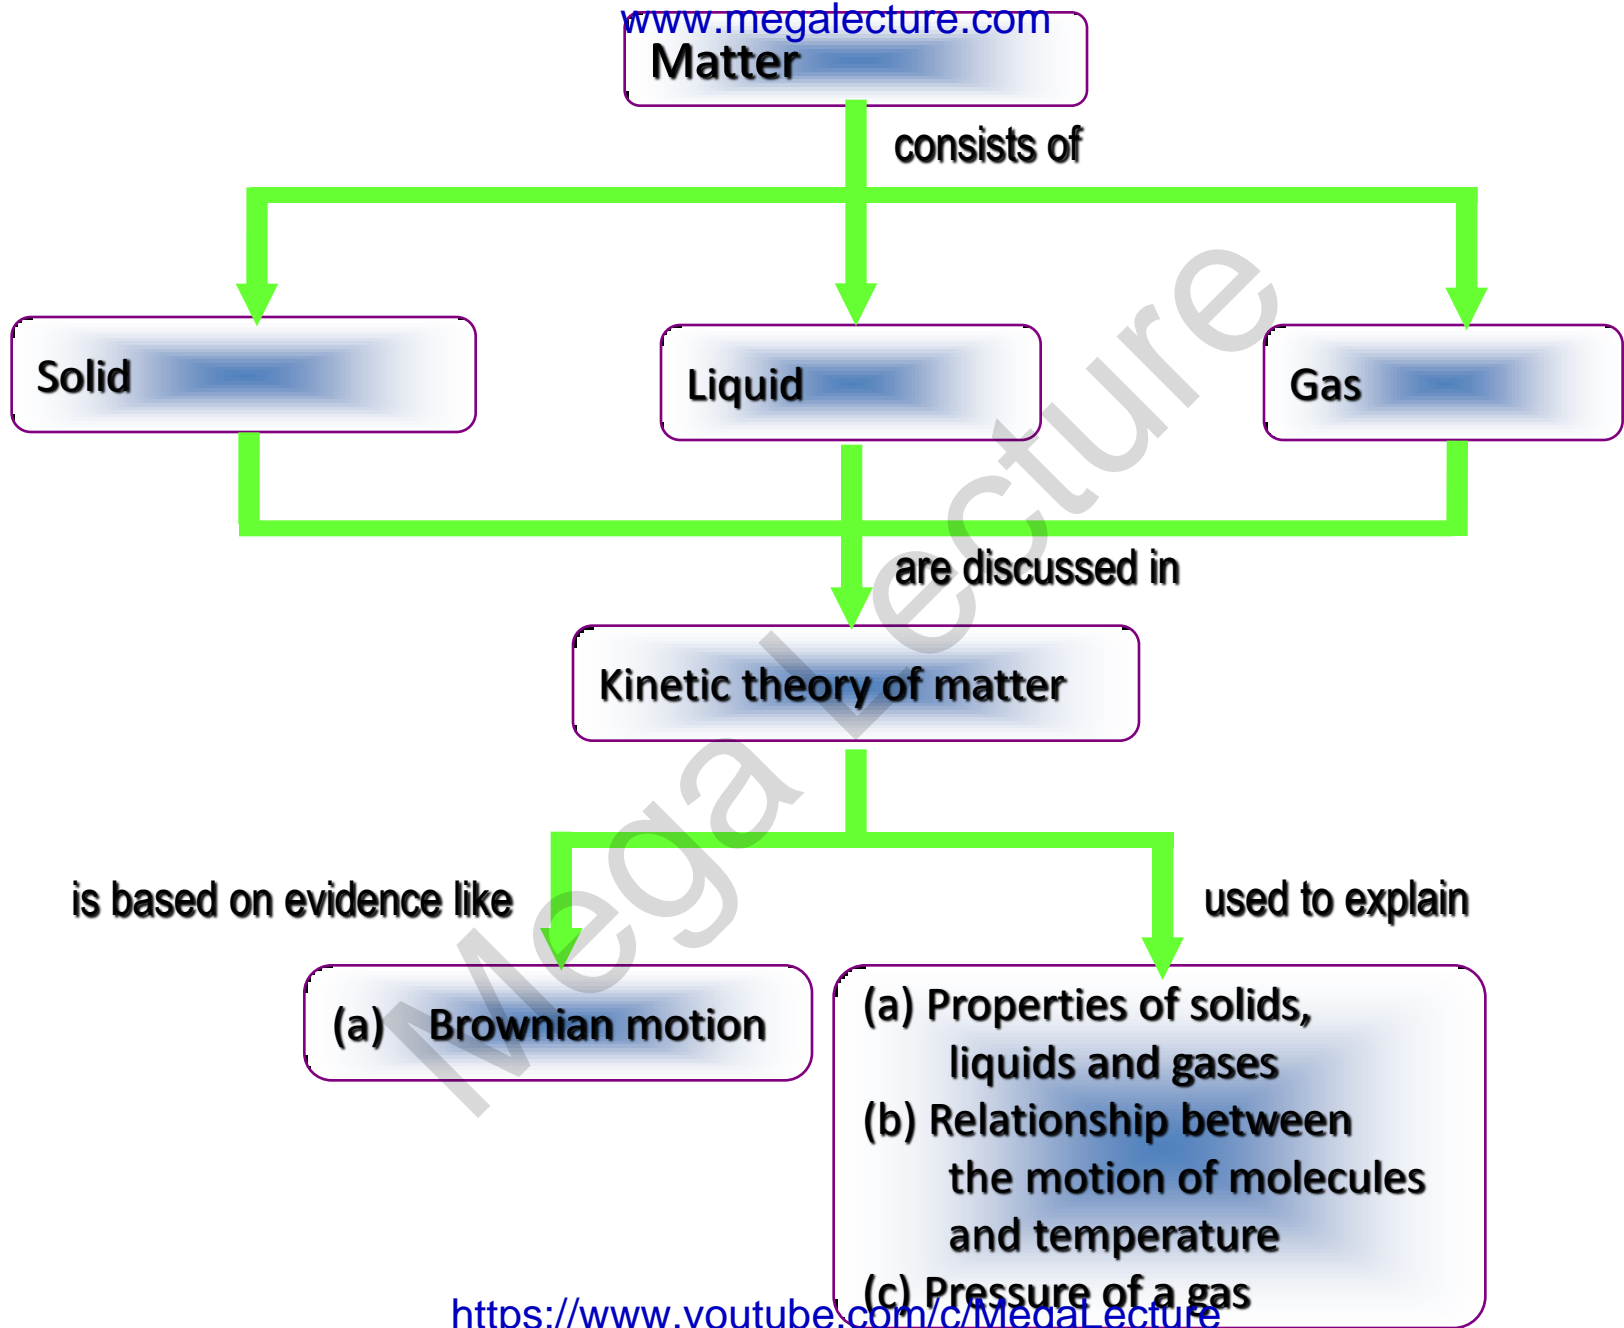 www.megalecture.com
Matter
consists of
Solid
Liquid
Gas
are discussed in
Kinetic theory of matter
is based on evidence like
used to explain
(a) Brownian motion
(a) Properties of solids,
liquids and gases
(b) Relationship between
the motion of molecules
and temperature
(c) Pressure of a gas
https://www.youtube.com/c/MegaLecture
Mega Lecture